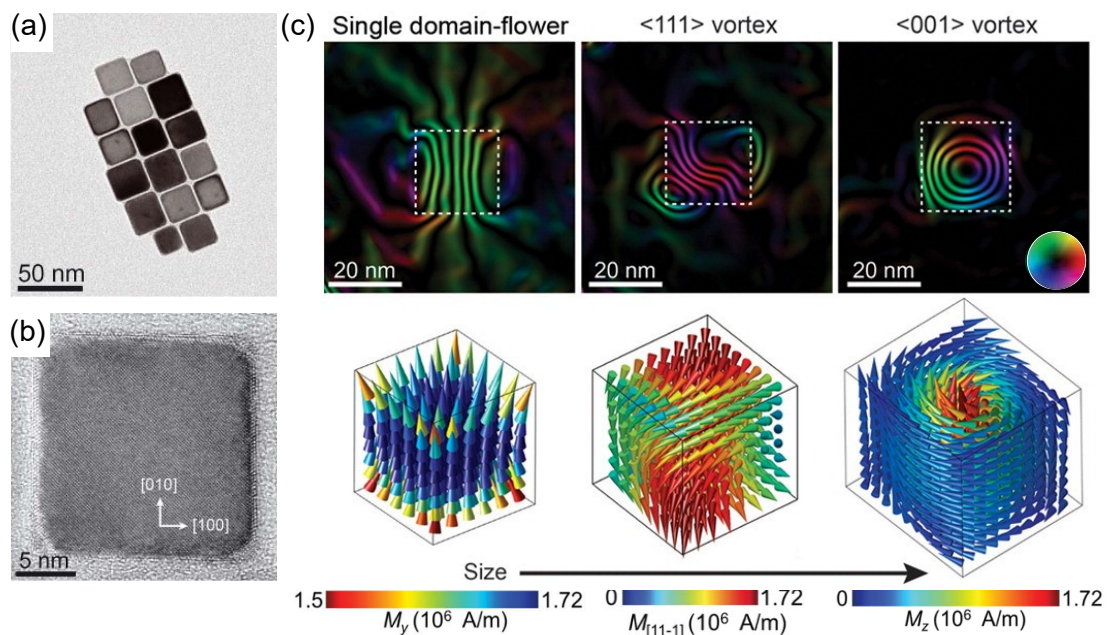 (a)
50 nm
(b)
[010]
[100]
5 nm
(c)
Single domain-flower
<111> vortex
<001> vortex
20 nm
20 nm
20 nm
Size
1.5
1.72
My (10⁶ A/m)
0
1.72
M[11-1] (10⁶ A/m)
0
1.72
Mz (10⁶ A/m)